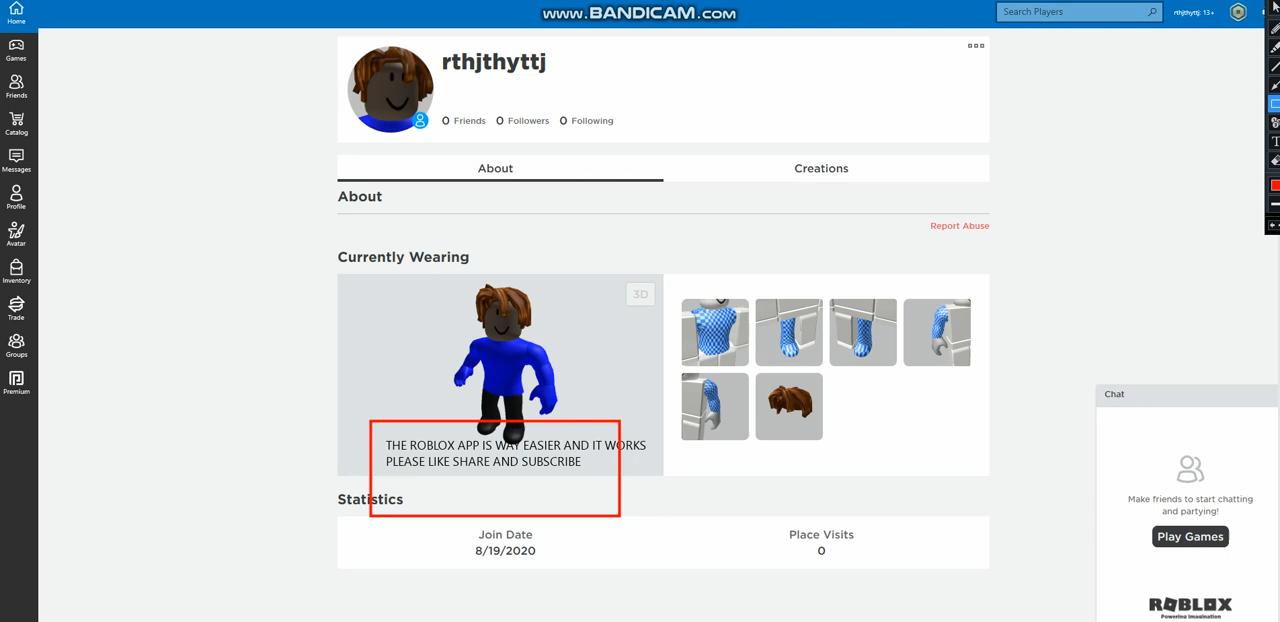 www.BANDICAM.com
Search Players
rthjthyttj: 13+
Home
Games
Friends
Catalog
Messages
Profile
Avatar
Inventory
Trade
Groups
Premium
rthjthyttj
0 Friends 0 Followers 0 Following
About Creations
About
Report Abuse
Currently Wearing
3D
THE ROBLOX APP IS WAY EASIER AND IT WORKS
PLEASE LIKE SHARE AND SUBSCRIBE
Statistics
Join Date Place Visits
8/19/2020 0
Chat
Make friends to start chatting
and partying!
Play Games
ROBLOX
Powering Imagination